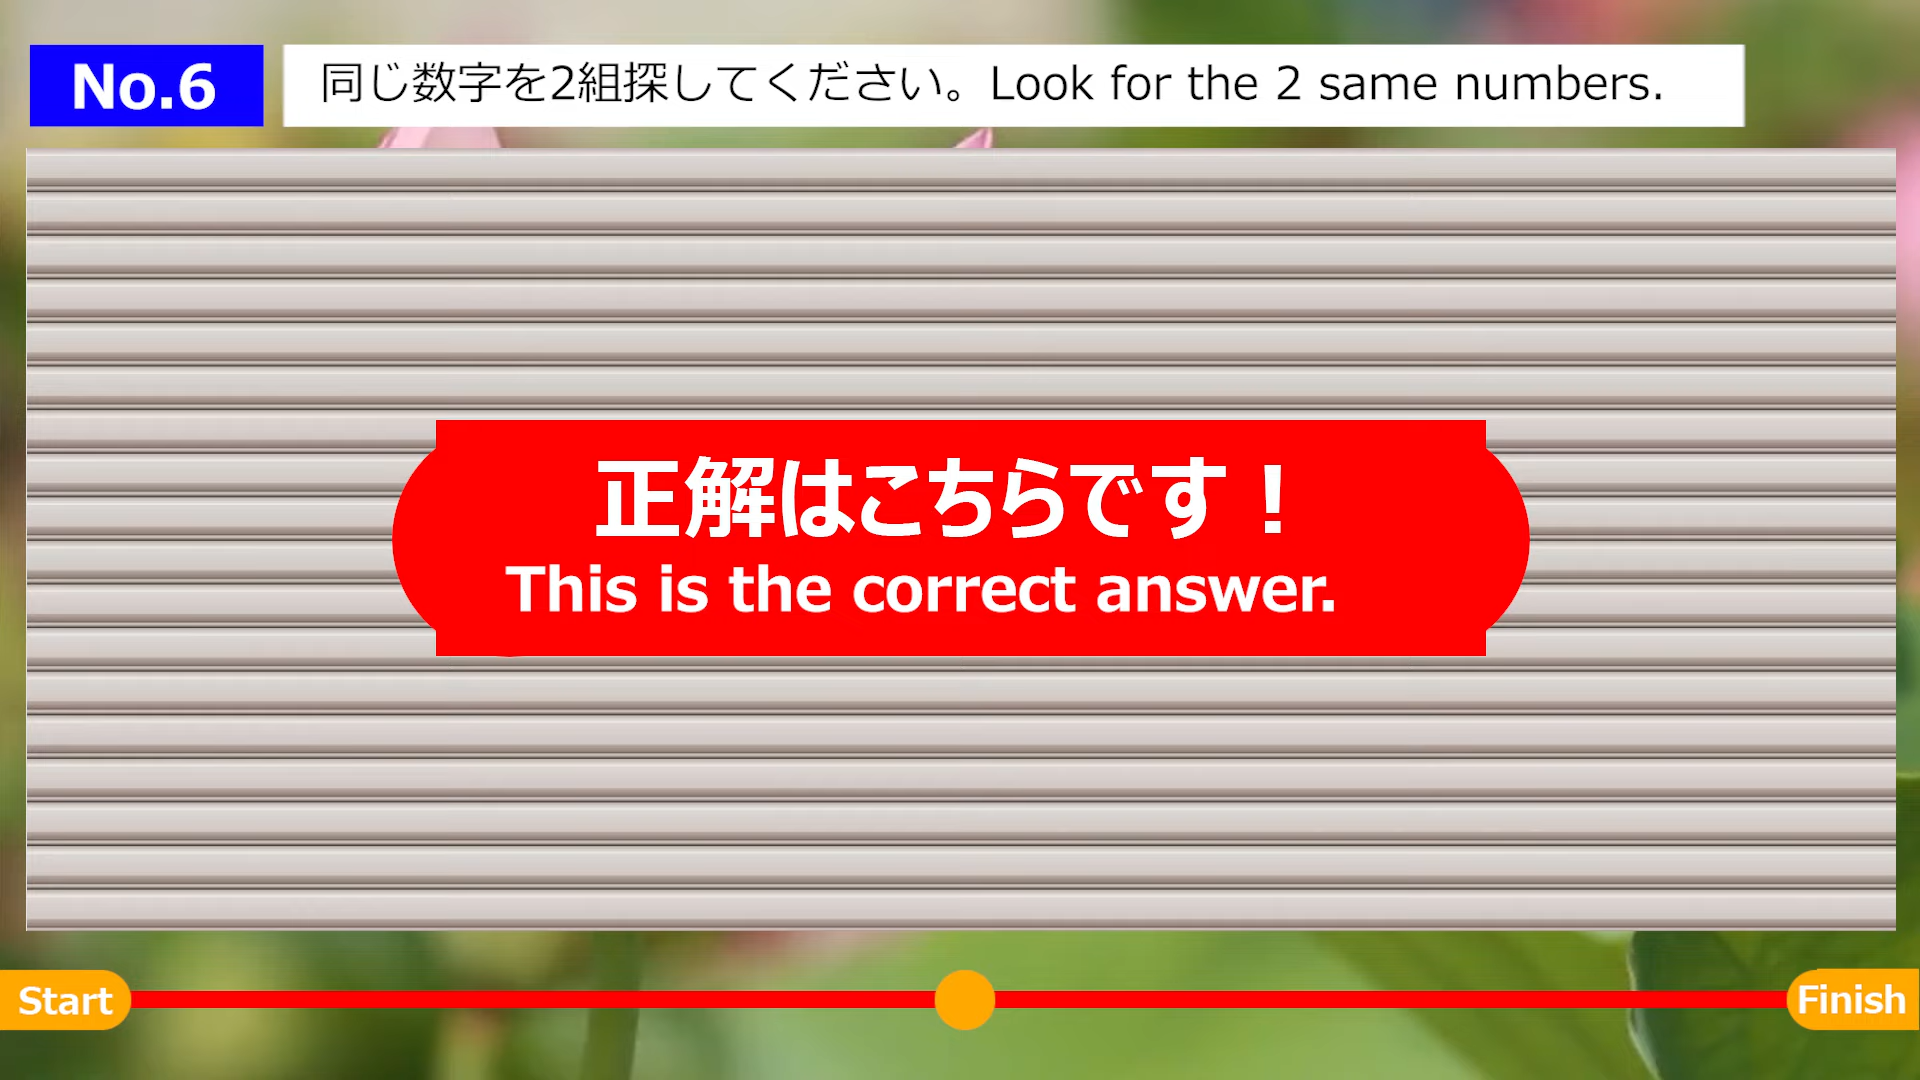 No.6
同じ数字を2組探してください。Look for the 2 same numbers.
正解はこちらです！
This is the correct answer.
Start
Finish